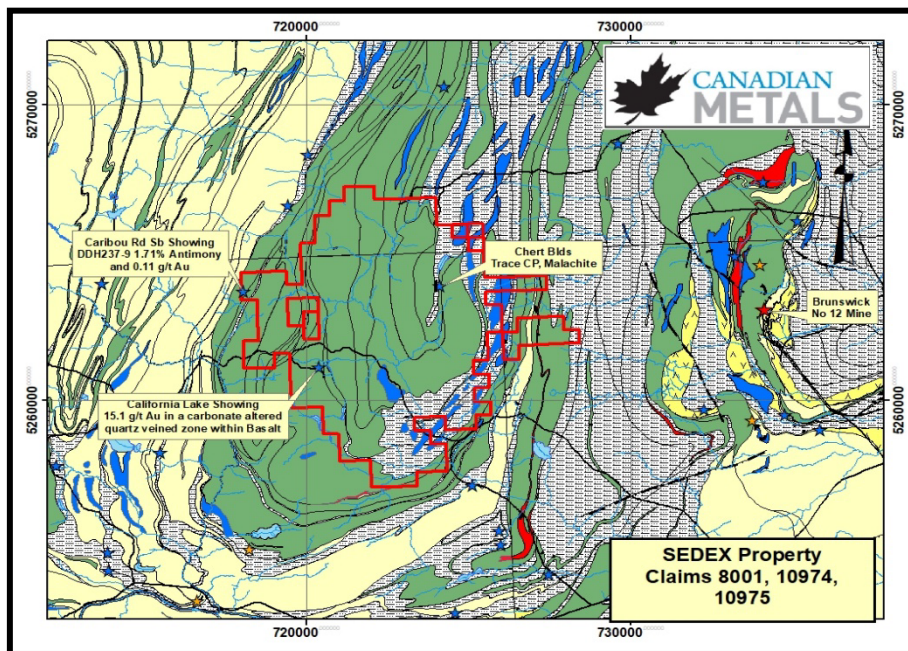 720000
730000
CANADIAN
METALS
5270000
5270000
Caribou Rd Sb Showing
DDH237-9 1.71% Antimony
and 0.11 g/t Au
Chert Blds
Trace CP, Malachite
Brunswick
No 12 Mine
5260000
5260000
California Lake Showing
15.1 g/t Au in a carbonate altered
quartz veined zone within Basalt
SEDEX Property
Claims 8001, 10974,
10975
720000
730000